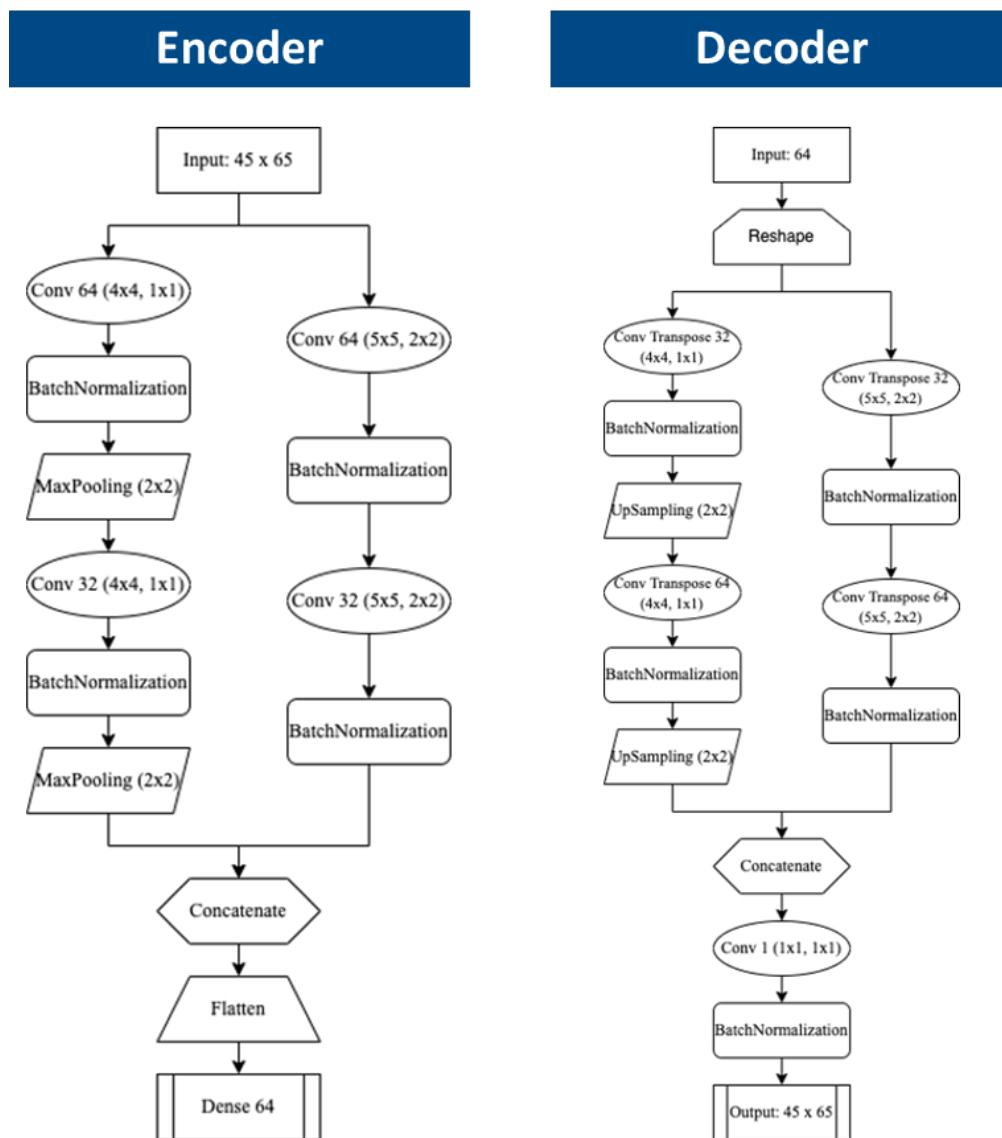 Encoder
Input: 45 x 65
Conv 64 (4x4, 1x1)
BatchNormalization
MaxPooling (2x2)
Conv 32 (4x4, 1x1)
BatchNormalization
MaxPooling (2x2)
Conv 64 (5x5, 2x2)
BatchNormalization
Conv 32 (5x5, 2x2)
BatchNormalization
Concatenate
Flatten
Dense 64
Decoder
Input: 64
Reshape
Conv Transpose 32
(4x4, 1x1)
BatchNormalization
UpSampling (2x2)
Conv Transpose 64
(4x4, 1x1)
BatchNormalization
UpSampling (2x2)
Conv Transpose 32
(5x5, 2x2)
BatchNormalization
Conv Transpose 64
(5x5, 2x2)
BatchNormalization
Concatenate
Conv 1 (1x1, 1x1)
BatchNormalization
Output: 45 x 65